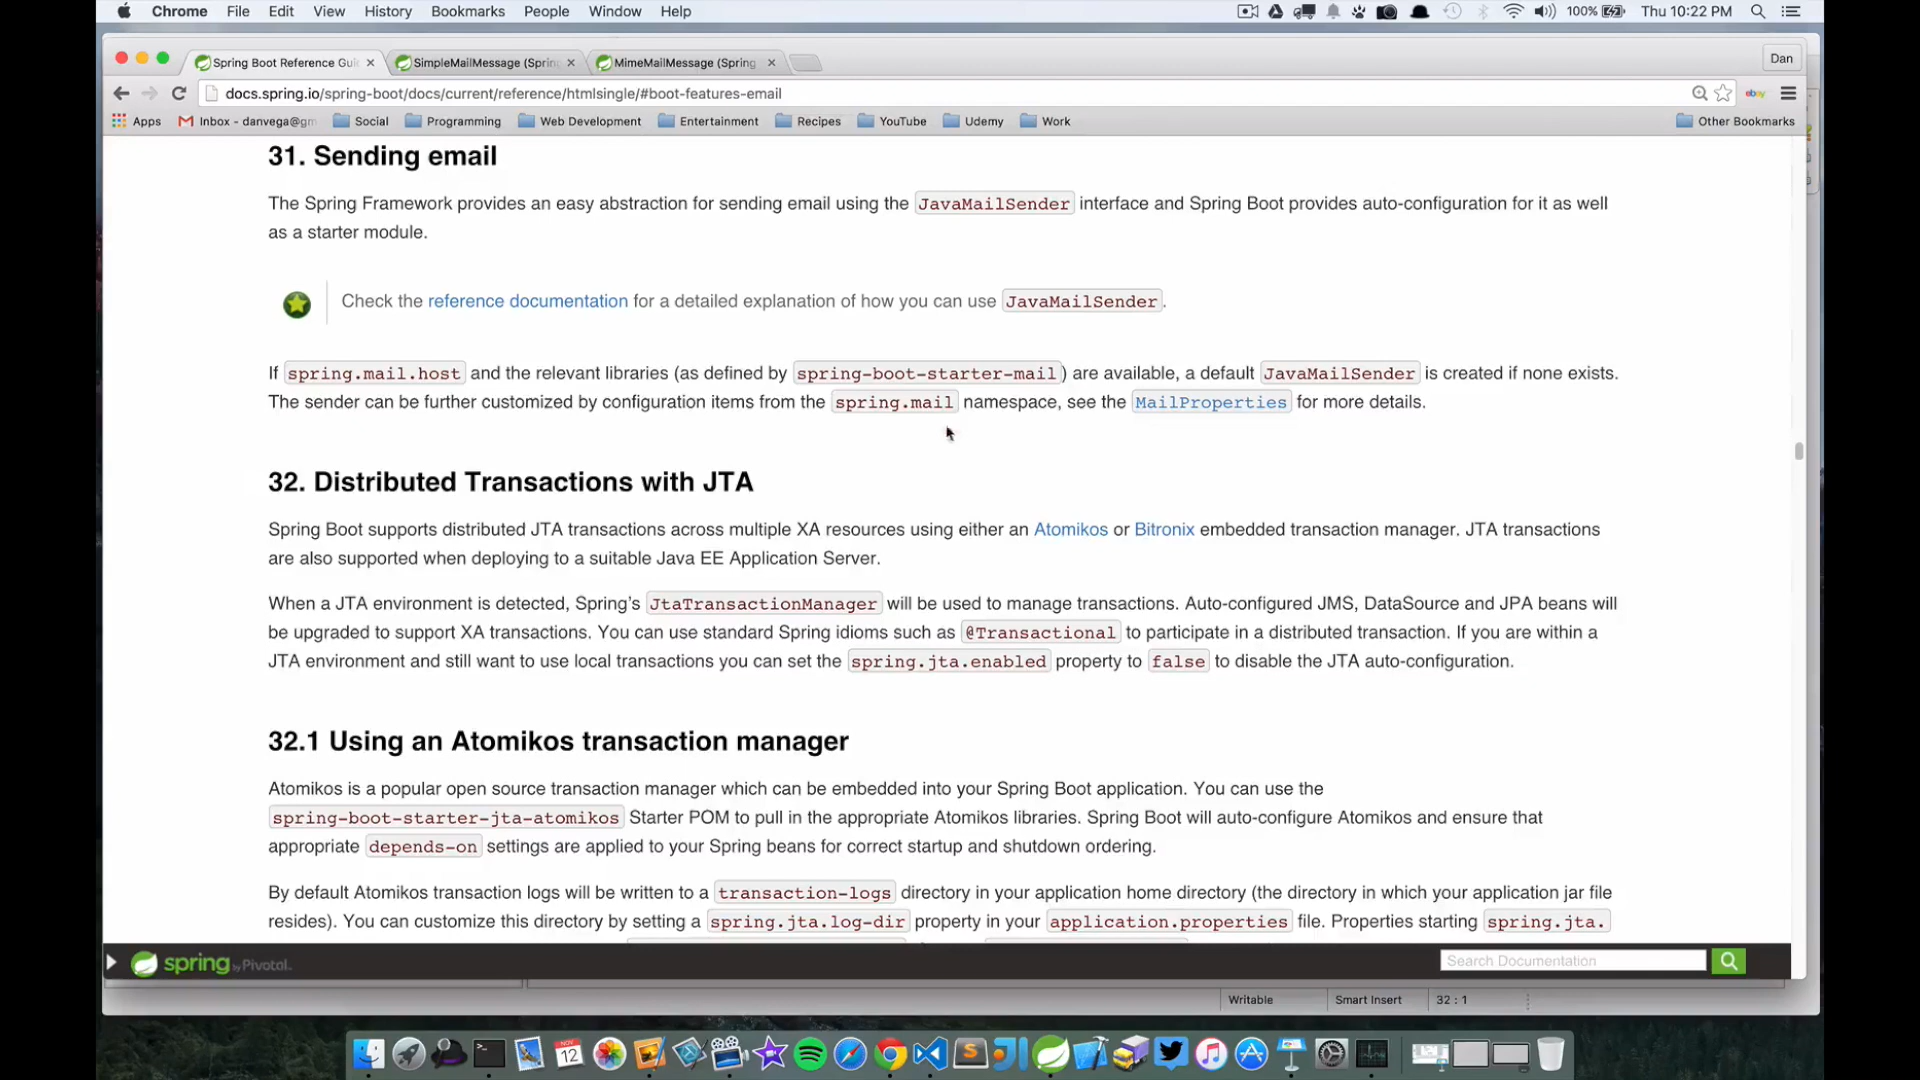 Chrome File Edit View History Bookmarks People Window Help 100% Thu 10:22 PM
Spring Boot Reference Gui SimpleMailMessage (Sprin MimeMailMessage (Spring Dan
docs.spring.io/spring-boot/docs/current/reference/htmlsingle/#boot-features-email ebay
Apps Inbox - danvega@gm Social Programming Web Development Entertainment Recipes YouTube Udemy Work Other Bookmarks
31. Sending email
The Spring Framework provides an easy abstraction for sending email using the JavaMailSender interface and Spring Boot provides auto-configuration for it as well
as a starter module.
Check the reference documentation for a detailed explanation of how you can use JavaMailSender.
If spring.mail.host and the relevant libraries (as defined by spring-boot-starter-mail) are available, a default JavaMailSender is created if none exists.
The sender can be further customized by configuration items from the spring.mail namespace, see the MailProperties for more details.
32. Distributed Transactions with JTA
Spring Boot supports distributed JTA transactions across multiple XA resources using either an Atomikos or Bitronix embedded transaction manager. JTA transactions
are also supported when deploying to a suitable Java EE Application Server.
When a JTA environment is detected, Spring’s JtaTransactionManager will be used to manage transactions. Auto-configured JMS, DataSource and JPA beans will
be upgraded to support XA transactions. You can use standard Spring idioms such as @Transactional to participate in a distributed transaction. If you are within a
JTA environment and still want to use local transactions you can set the spring.jta.enabled property to false to disable the JTA auto-configuration.
32.1 Using an Atomikos transaction manager
Atomikos is a popular open source transaction manager which can be embedded into your Spring Boot application. You can use the
spring-boot-starter-jta-atomikos Starter POM to pull in the appropriate Atomikos libraries. Spring Boot will auto-configure Atomikos and ensure that
appropriate depends-on settings are applied to your Spring beans for correct startup and shutdown ordering.
By default Atomikos transaction logs will be written to a transaction-logs directory in your application home directory (the directory in which your application jar file
resides). You can customize this directory by setting a spring.jta.log-dir property in your application.properties file. Properties starting spring.jta.
spring by Pivotal. Search Documentation
Writable Smart Insert 32 : 1
NOV
12